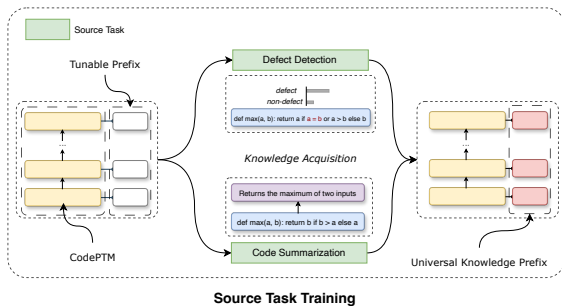 Source Task
Tunable Prefix
Defect Detection
defect
non-defect
def max(a, b): return a if a = b or a > b else b
...
...
Knowledge Acquisition
Returns the maximum of two inputs
def max(a, b): return b if b > a else a
CodePTM
Code Summarization
Universal Knowledge Prefix
Source Task Training